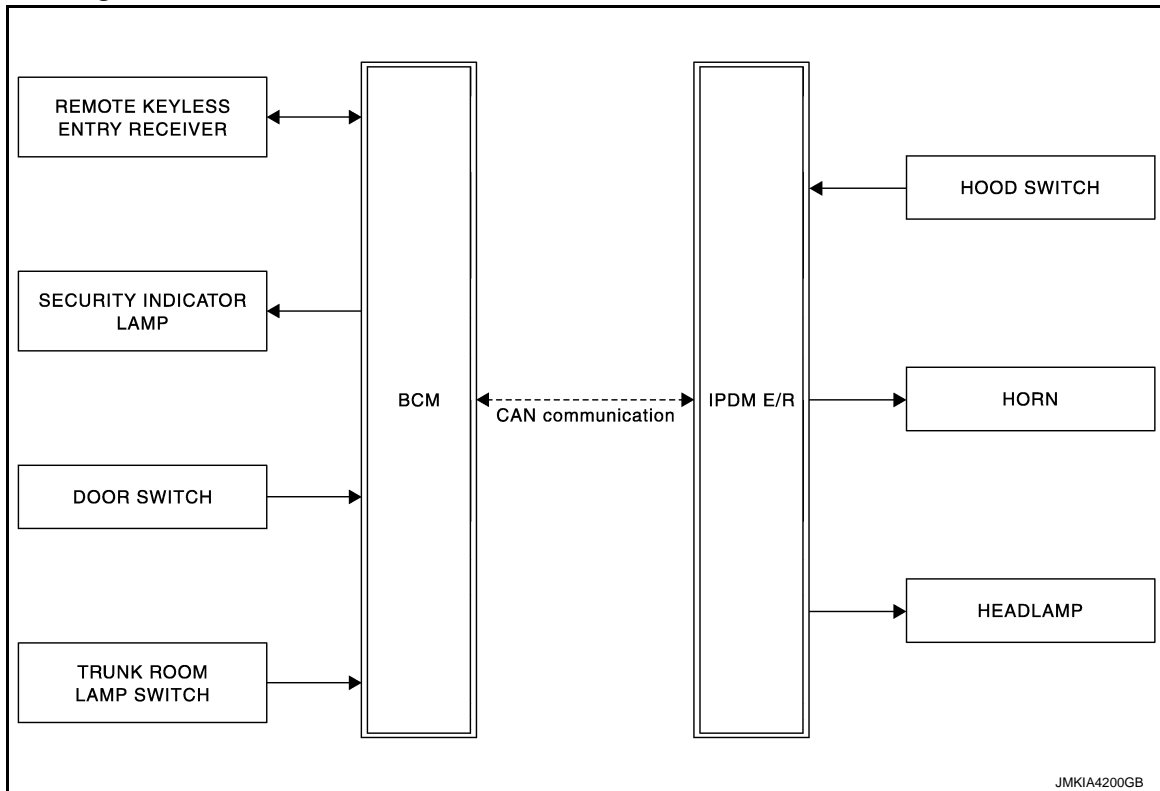 REMOTE KEYLESS
ENTRY RECEIVER
SECURITY INDICATOR
LAMP
DOOR SWITCH
TRUNK ROOM
LAMP SWITCH
BCM
CAN communication
IPDM E/R
HOOD SWITCH
HORN
HEADLAMP
JMKIA4200GB